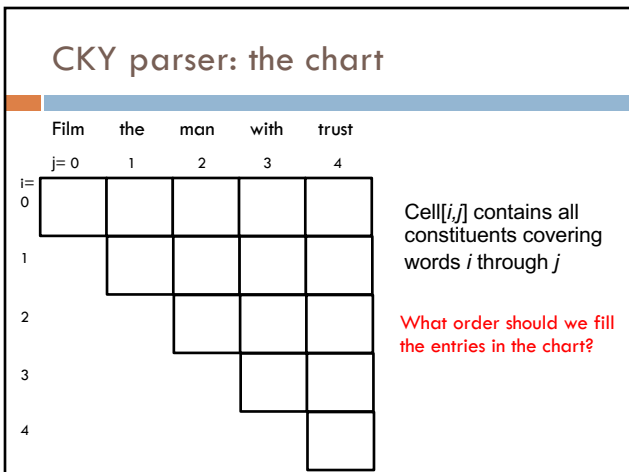 CKY parser: the chart
Film the man with trust
j= 0 1 2 3 4
i=
0
1
2
3
4
Cell[i,j] contains all
constituents covering
words i through j
What order should we fill
the entries in the chart?